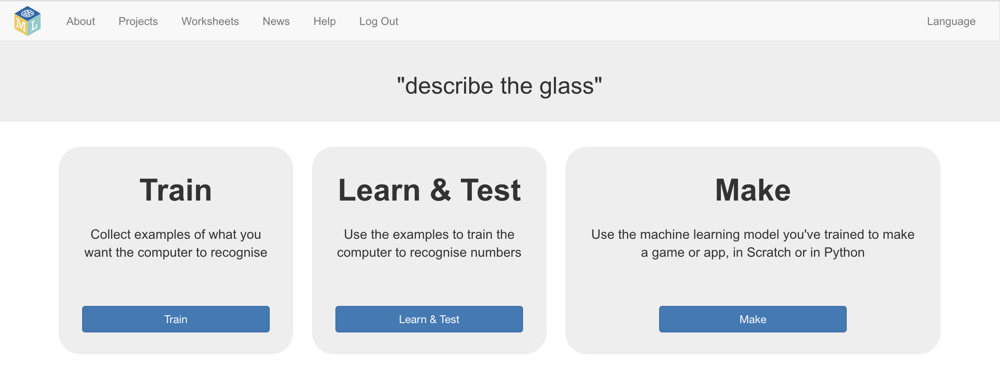 ML
About Projects Worksheets News Help Log Out Language
"describe the glass"
Train
Collect examples of what you
want the computer to recognise
Train
Learn & Test
Use the examples to train the
computer to recognise numbers
Learn & Test
Make
Use the machine learning model you've trained to make
a game or app, in Scratch or in Python
Make